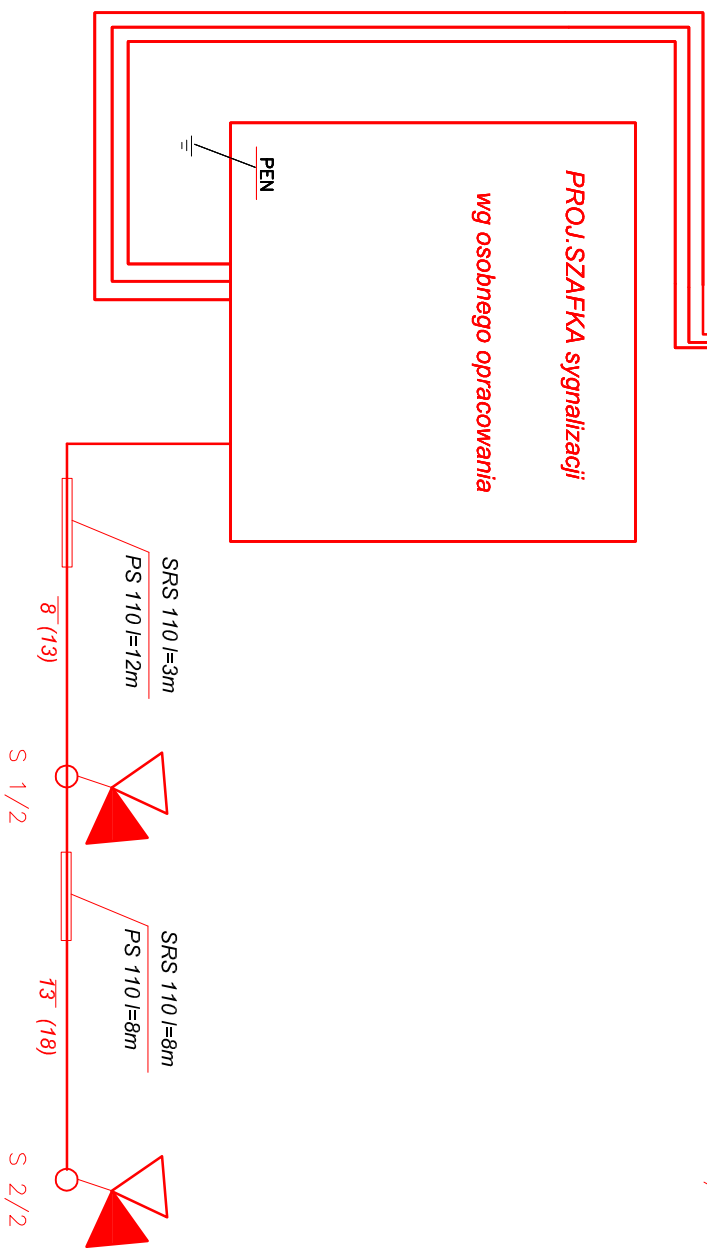 PROJ.SZAFKA sygnalizacji
wg osobnego opracowania
PEN
SRS 110 l=3m
PS 110 l=12m
8 (13)
S 1/2
SRS 110 l=8m
PS 110 l=8m
13 (18)
S 2/2